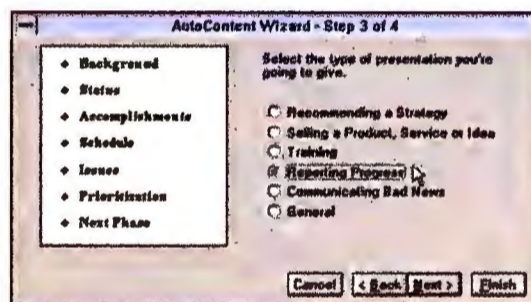 AutoContent Wizard - Step 3 of 4
Background
Status
Accomplishments
Schedule
Issues
Prioritization
Next Phase
Select the type of presentation you're
going to give.
Recommending a Strategy
Selling a Product, Service or Idea
Training
Reporting Progress
Communicating Bad News
General
Cancel
< Back
Next >
Finish